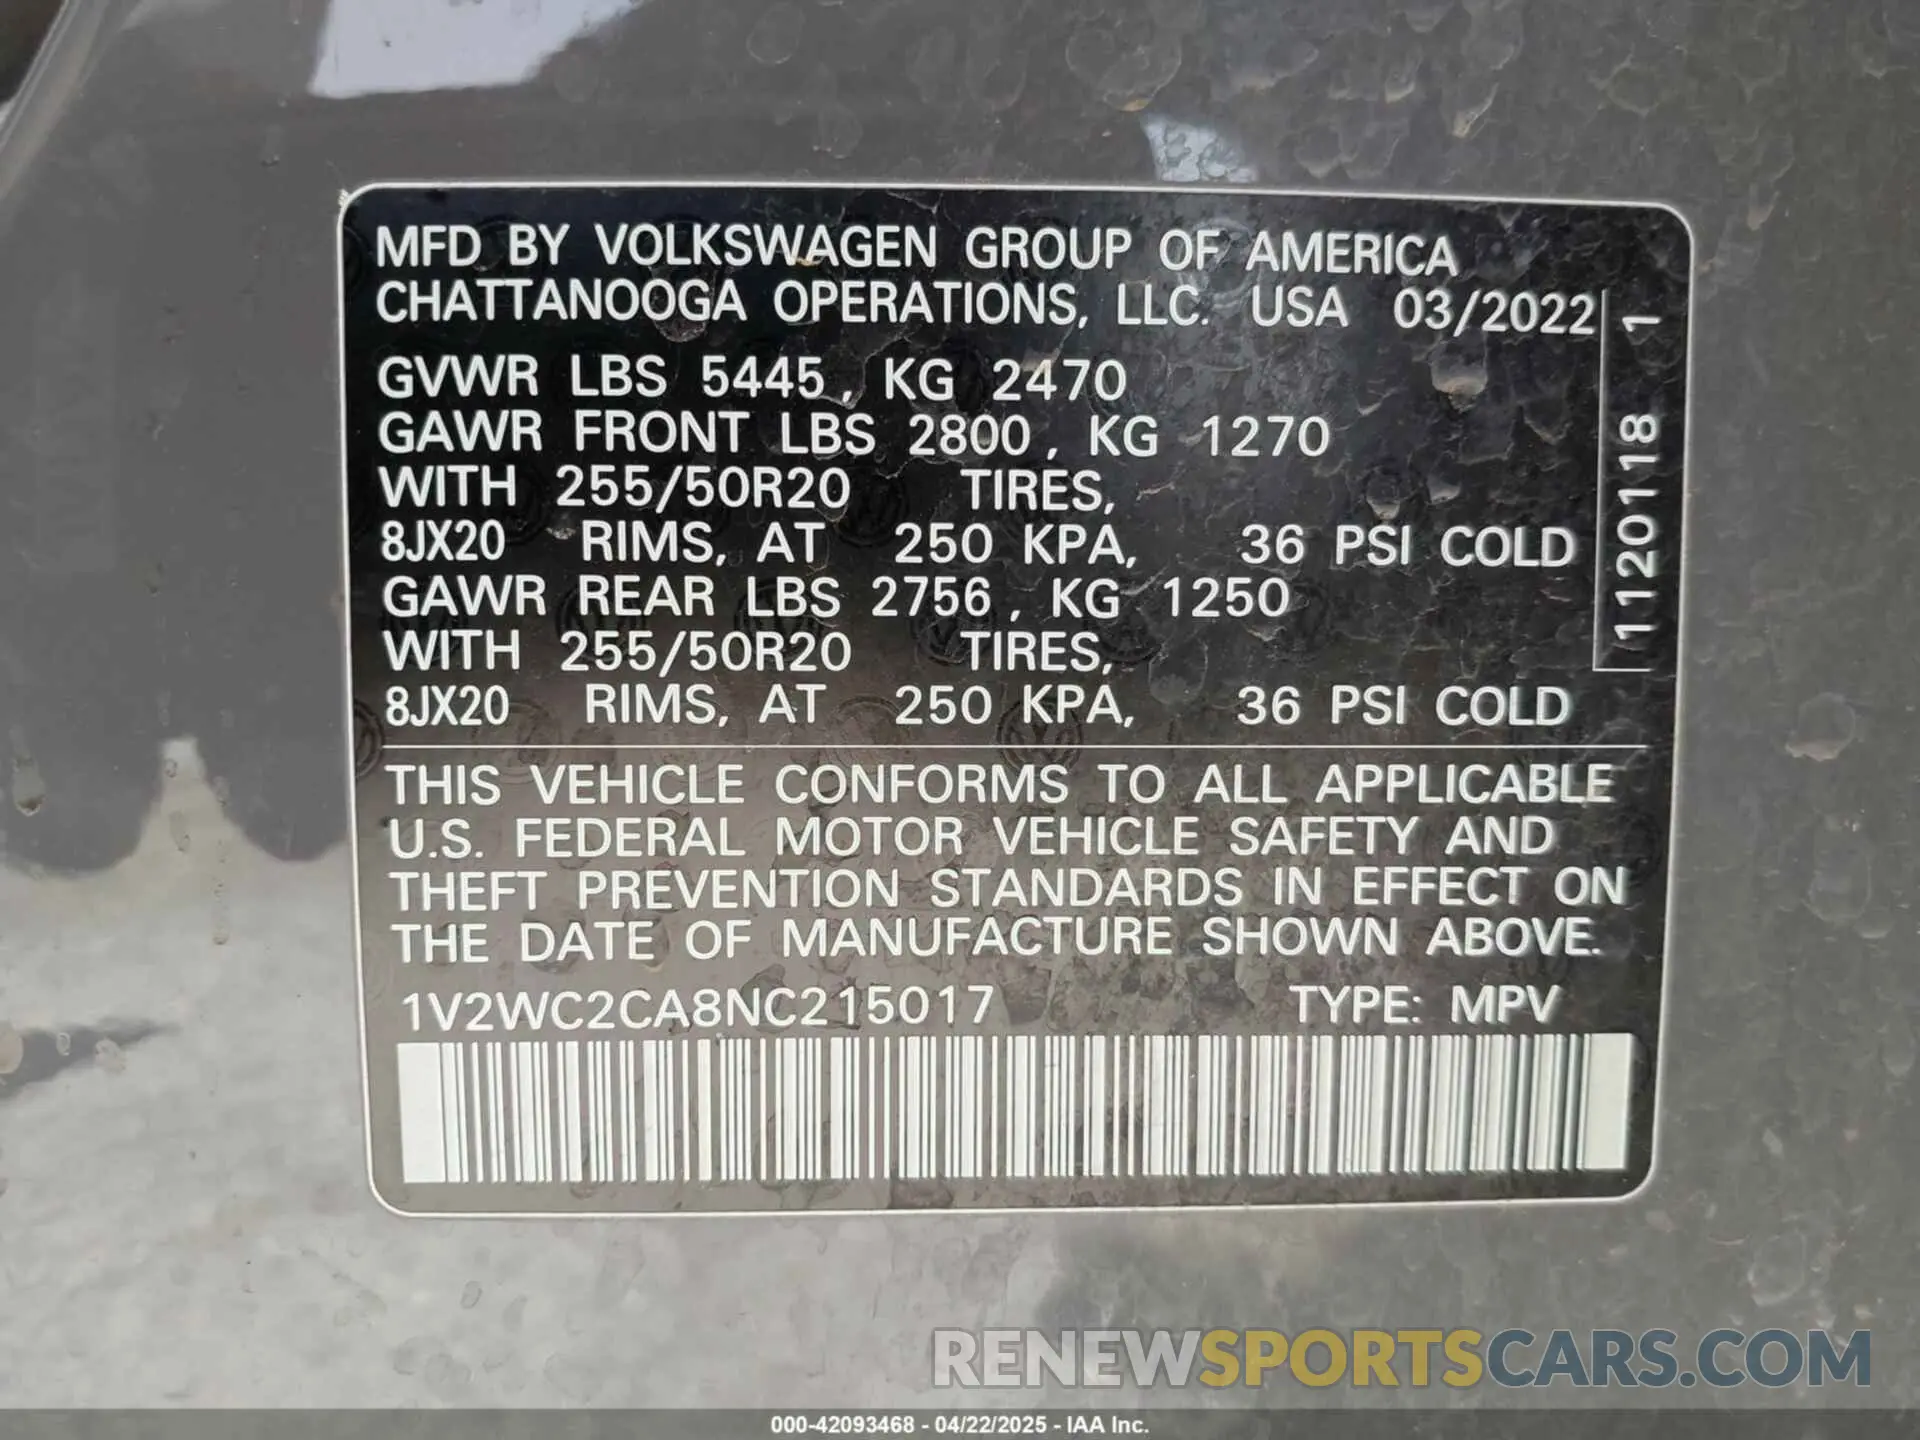 MFD BY VOLKSWAGEN GROUP OF AMERICA
CHATTANOOGA OPERATIONS, LLC. USA 03/2022
GVWR LBS 5445, KG 2470
GAWR FRONT LBS 2800, KG 1270
WITH 255/50R20 TIRES,
8JX20 RIMS, AT 250 KPA, 36 PSI COLD
GAWR REAR LBS 2756, KG 1250
WITH 255/50R20 TIRES,
8JX20 RIMS, AT 250 KPA, 36 PSI COLD
1120118 1
THIS VEHICLE CONFORMS TO ALL APPLICABLE
U.S. FEDERAL MOTOR VEHICLE SAFETY AND
THEFT PREVENTION STANDARDS IN EFFECT ON
THE DATE OF MANUFACTURE SHOWN ABOVE.
1V2WC2CA8NC215017 TYPE: MPV
RENEWSPORTSCARS.COM
000-42093468 - 04/22/2025 - IAA Inc.